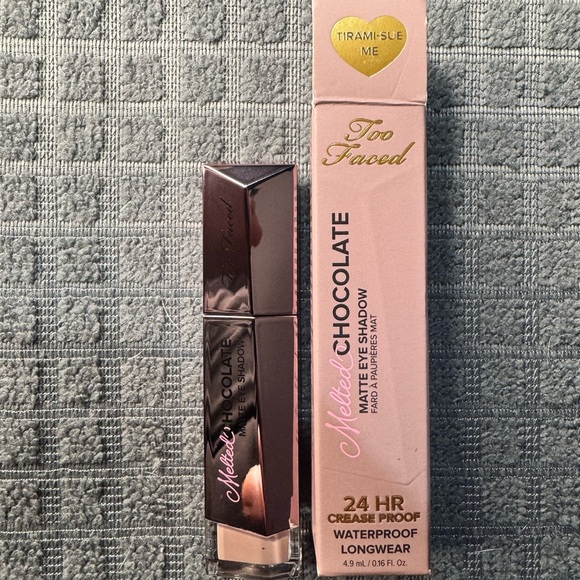 TIRAMI-SUE
ME
Too
Faced
Melted CHOCOLATE
MATTE EYE SHADOW
FARD À PAUPIÈRES MAT
24 HR
CREASE PROOF
WATERPROOF
LONGWEAR
4.9 mL / 0.16 Fl. Oz.
Too Faced
Melted CHOCOLATE
MATTE EYE SHADOW